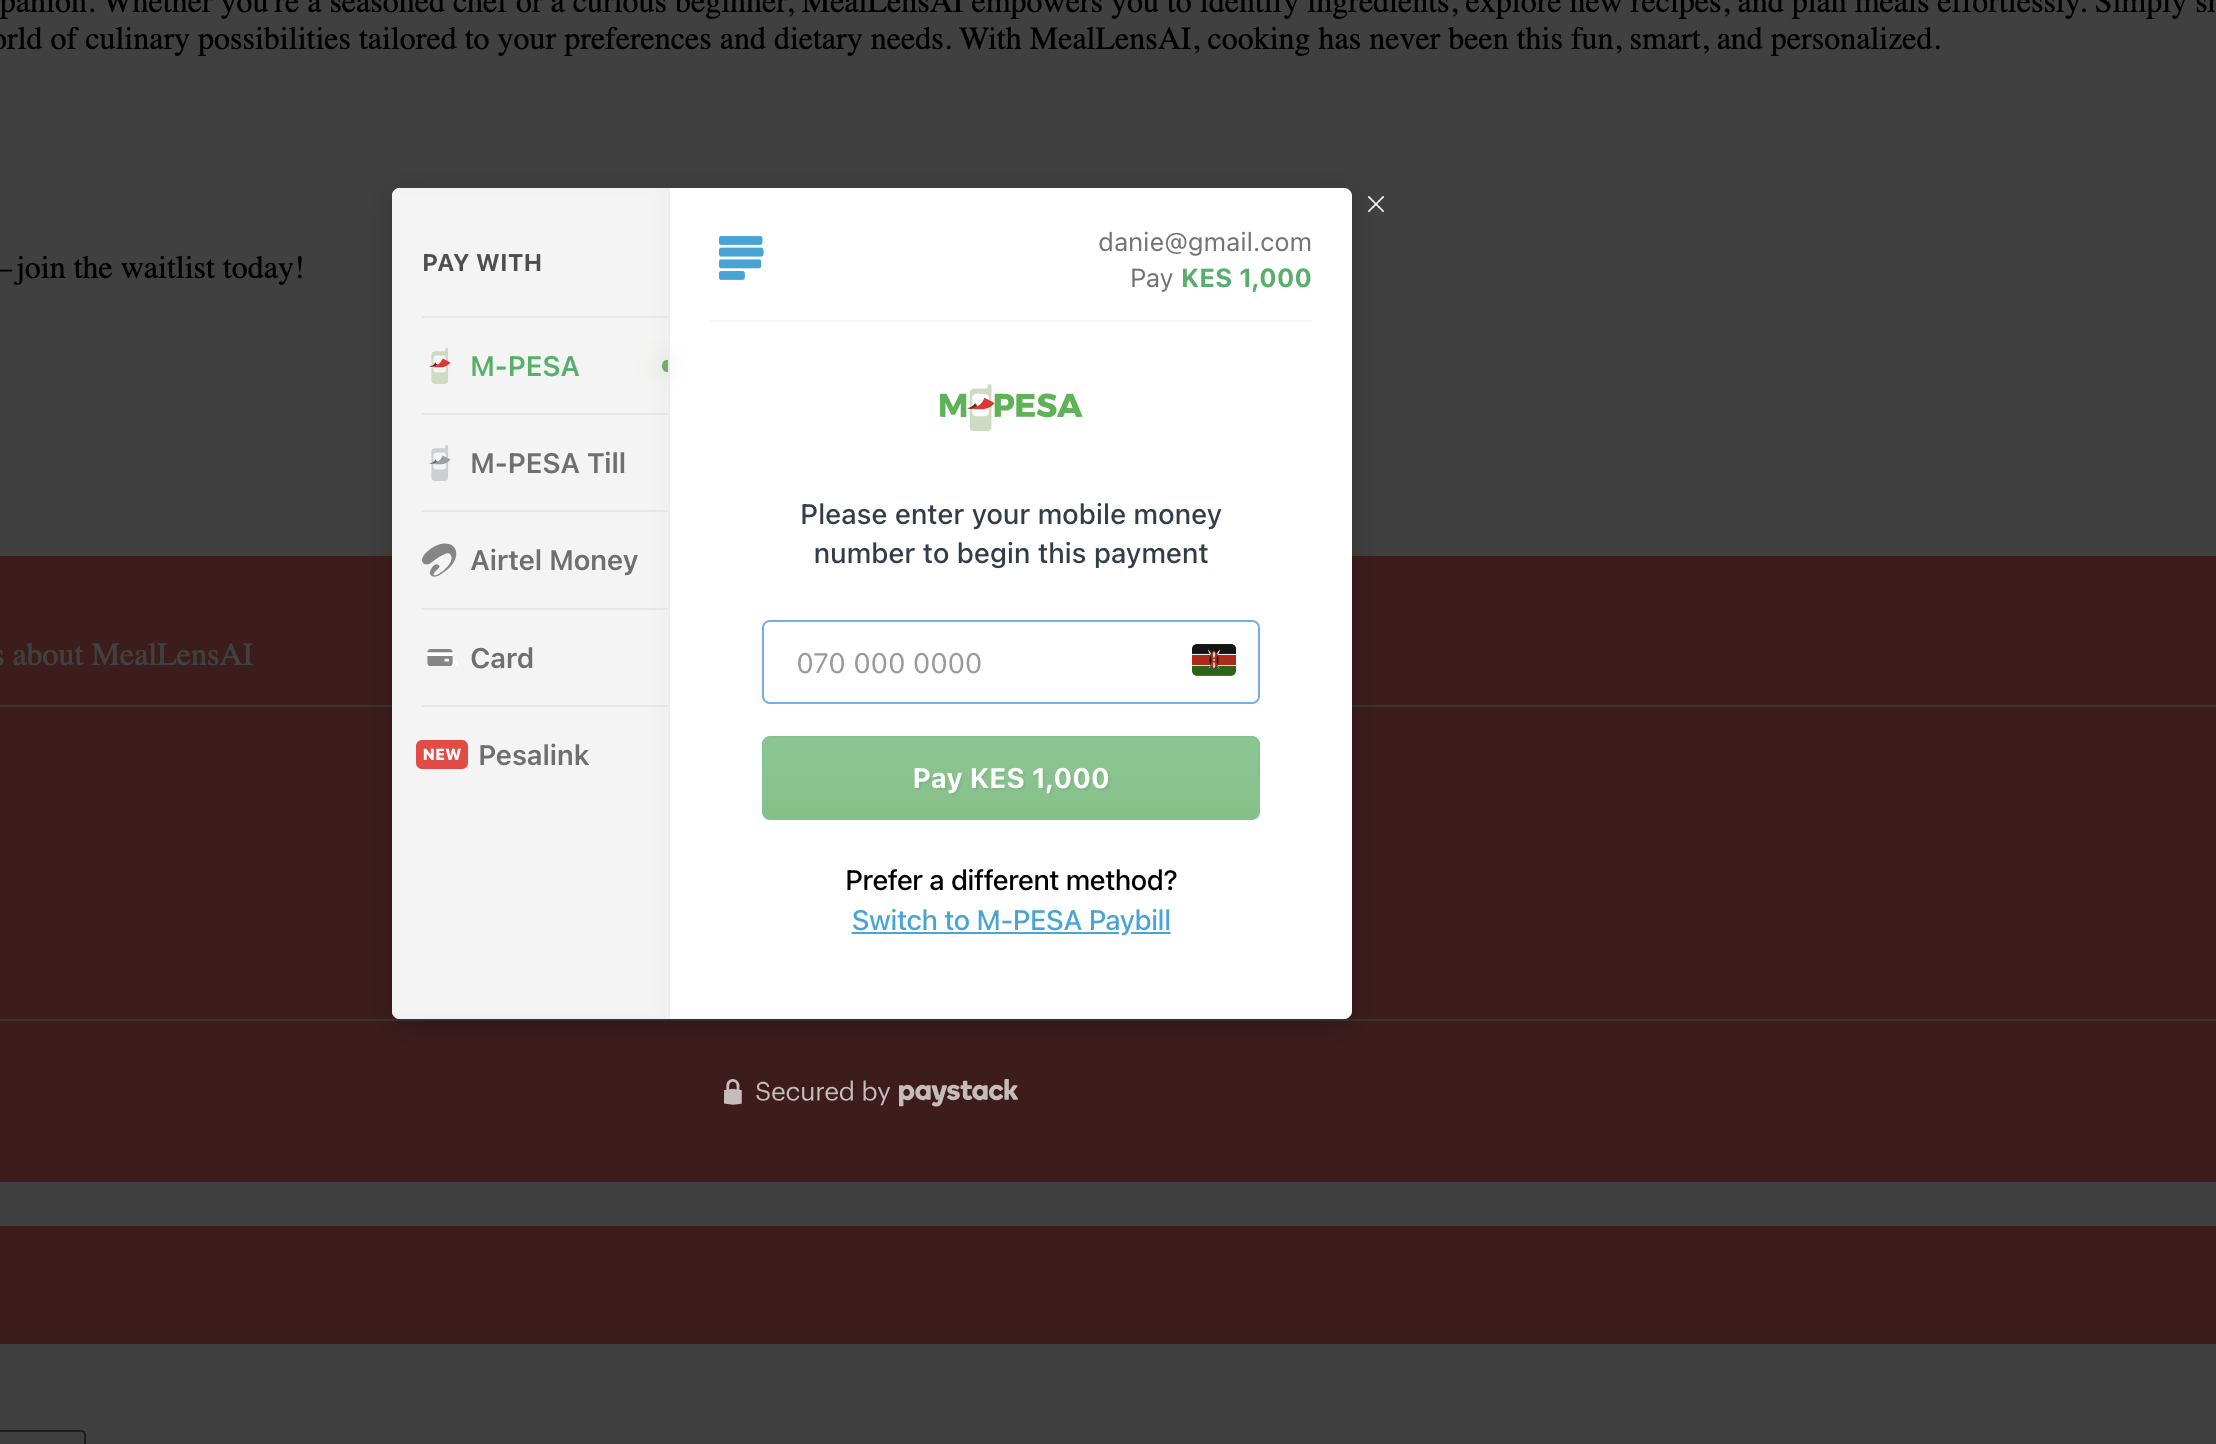 panion. Whether you're a seasoned chef or a curious beginner, MealLensAI empowers you to identify ingredients, explore new recipes, and plan meals effortlessly. Simply
orld of culinary possibilities tailored to your preferences and dietary needs. With MealLensAI, cooking has never been this fun, smart, and personalized.
–join the waitlist today!
s about MealLensAI
PAY WITH
M-PESA
M-PESA Till
Airtel Money
Card
NEW Pesalink
danie@gmail.com
Pay KES 1,000
M-PESA
Please enter your mobile money
number to begin this payment
070 000 0000
Pay KES 1,000
Prefer a different method?
Switch to M-PESA Paybill
Secured by paystack